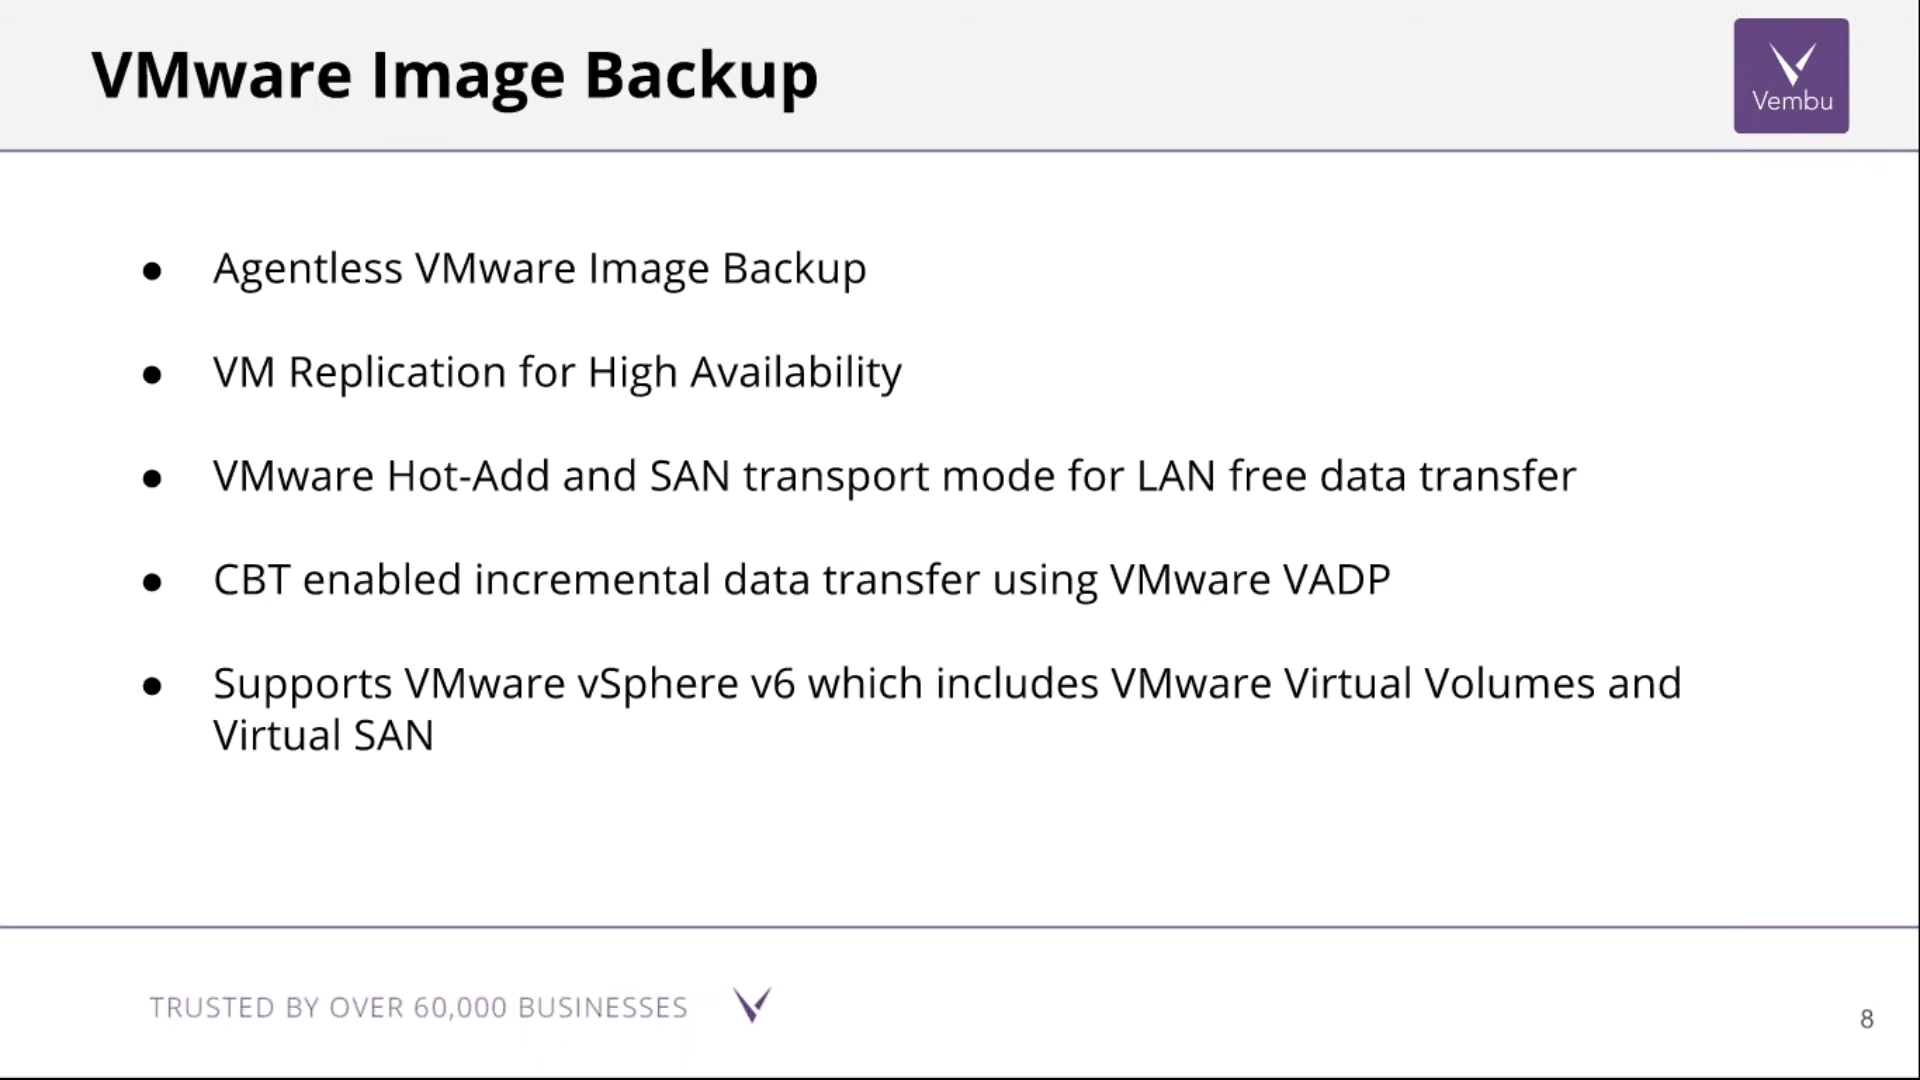 VMware Image Backup
Vembu
● Agentless VMware Image Backup
● VM Replication for High Availability
● VMware Hot-Add and SAN transport mode for LAN free data transfer
● CBT enabled incremental data transfer using VMware VADP
● Supports VMware vSphere v6 which includes VMware Virtual Volumes and
Virtual SAN
TRUSTED BY OVER 60,000 BUSINESSES
8